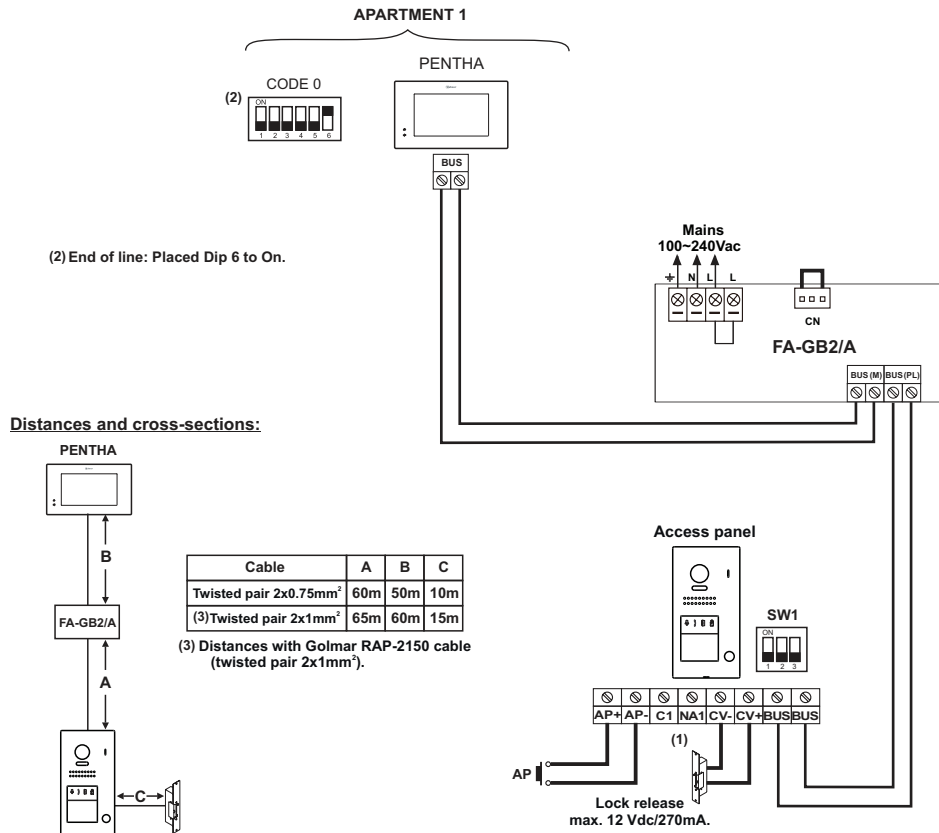 APARTMENT 1
PENTHA
CODE 0
(2)
ON
1 2 3 4 5 6
BUS
(2) End of line: Placed Dip 6 to On.
Mains
100~240Vac
N L L
CN
FA-GB2/A
BUS (M) BUS (PL)
Distances and cross-sections:
PENTHA
B
FA-GB2/A
A
C
Cable A B C
Twisted pair 2x0.75mm² 60m 50m 10m
(3)Twisted pair 2x1mm² 65m 60m 15m
(3) Distances with Golmar RAP-2150 cable
(twisted pair 2x1mm²).
Access panel
SW1
ON
1 2 3
AP+ AP- C1 NA1 CV- CV+ BUS BUS
(1)
AP
Lock release
max. 12 Vdc/270mA.